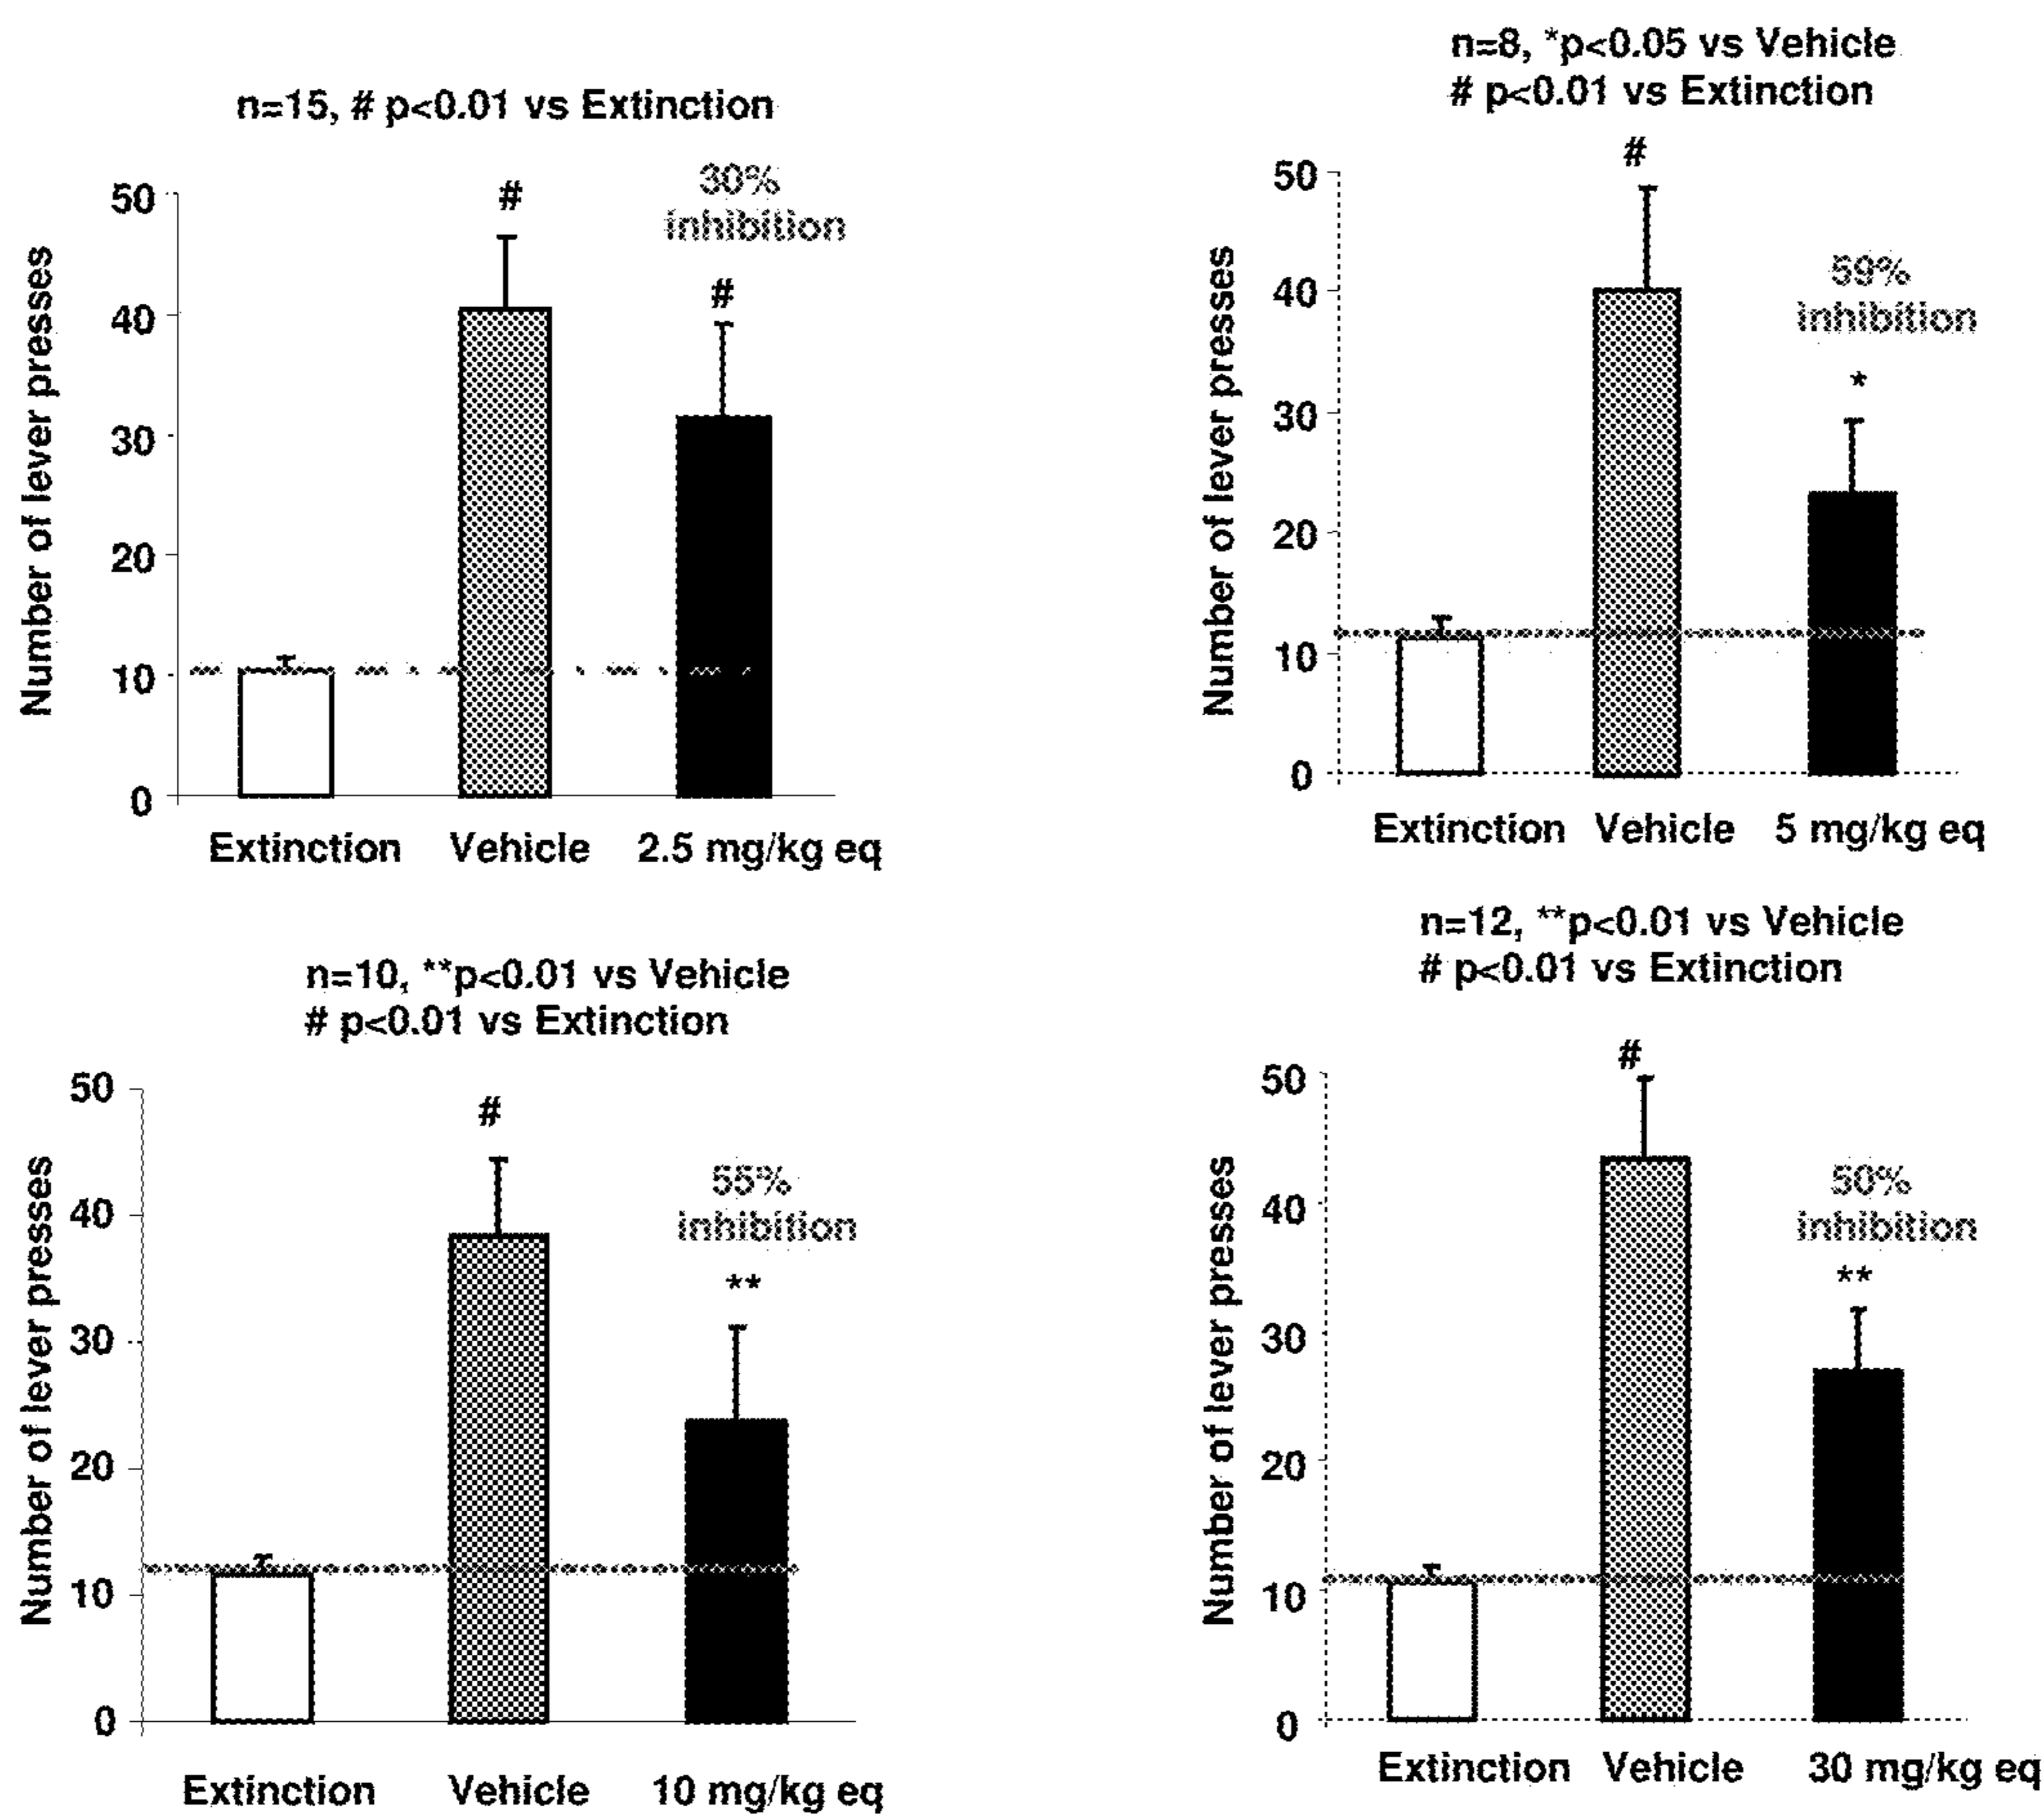 n=15, # p<0.01 vs Extinction
Number of lever presses
50
40
30
20
10
0
#
30%
inhibition
#
Extinction Vehicle 2.5 mg/kg eq
n=8, *p<0.05 vs Vehicle
# p<0.01 vs Extinction
Number of lever presses
50
40
30
20
10
0
#
59%
inhibition
*
Extinction Vehicle 5 mg/kg eq
n=10, **p<0.01 vs Vehicle
# p<0.01 vs Extinction
Number of lever presses
50
40
30
20
10
0
#
55%
inhibition
**
Extinction Vehicle 10 mg/kg eq
n=12, **p<0.01 vs Vehicle
# p<0.01 vs Extinction
Number of lever presses
50
40
30
20
10
0
#
50%
inhibition
**
Extinction Vehicle 30 mg/kg eq